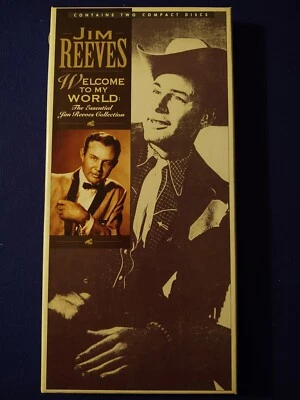 CONTAINS TWO COMPACT DISCS
JIM
REEVES
WELCOME
TO MY
WORLD:
The Essential
Jim Reeves Collection